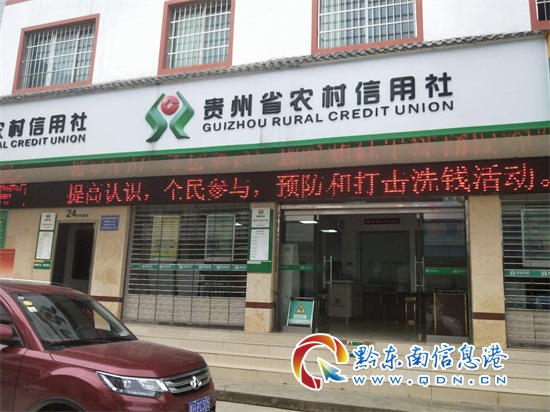 农村信用社
RURAL CREDIT UNION
贵州省农村信用社
GUIZHOU RURAL CREDIT UNION
提高认识，全民参与，预防和打击洗钱活动。
24
黔东南信息港
WWW.QDN.CN